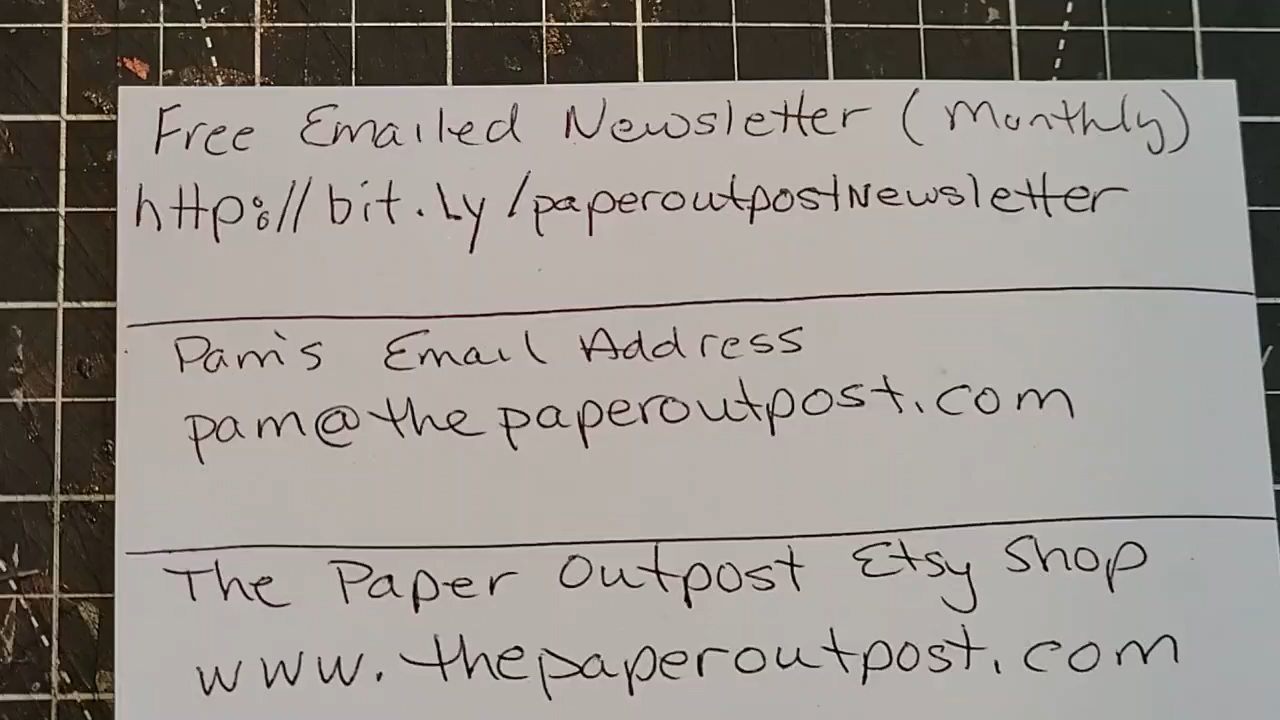 Free Emailed Newsletter (Monthly)
http://bit.ly/paperoutpostNewsletter
Pam's Email Address
pam@thepaperoutpost.com
The Paper Outpost Etsy Shop
www.thepaperoutpost.com